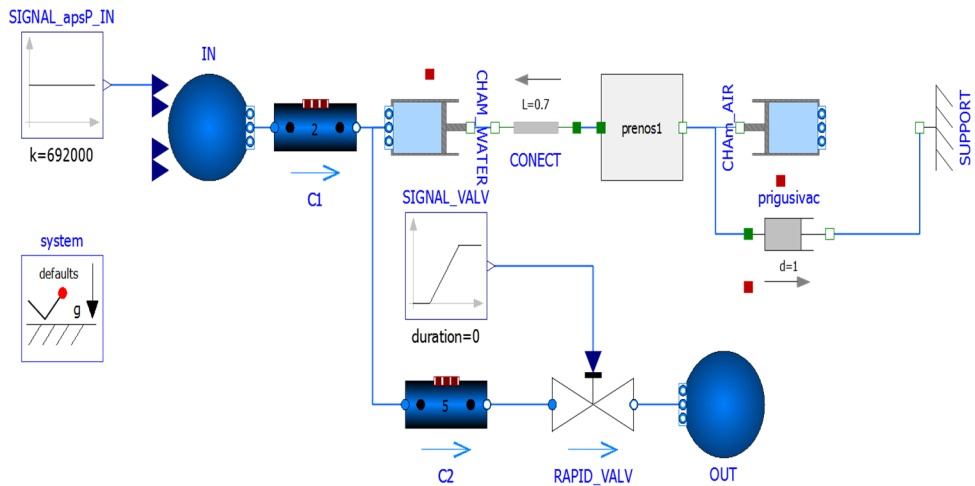 SIGNAL_apsP_IN
k=692000
IN
2
C1
CHAM_WATER
L=0.7
CONECT
prenos1
CHAm_AIR
SUPPORT
prigusivac
d=1
SIGNAL_VALV
duration=0
system
defaults
g
5
C2
RAPID_VALV
OUT